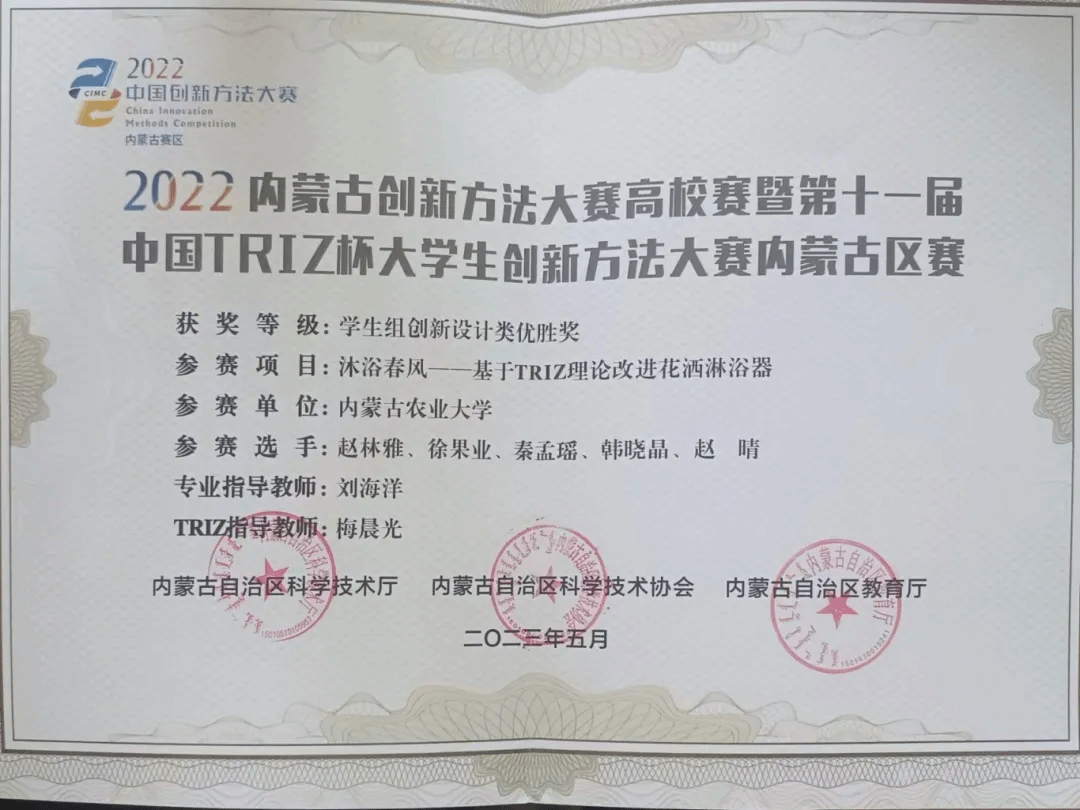 2022
中国创新方法大赛
CIMC
China Innovation
Methods Competition
内蒙古赛区
2022 内蒙古创新方法大赛高校赛暨第十一届
中国TRIZ杯大学生创新方法大赛内蒙古区赛
获奖等级：学生组创新设计类优胜奖
参赛项目：沐浴春风——基于TRIZ理论改进花洒淋浴器
参赛单位：内蒙古农业大学
参赛选手：赵林雅、徐果业、秦孟瑶、韩晓晶、赵 晴
专业指导教师：刘海洋
TRIZ指导教师：梅晨光
内蒙古自治区科学技术厅 内蒙古自治区科学技术协会 内蒙古自治区教育厅
二〇二三年五月